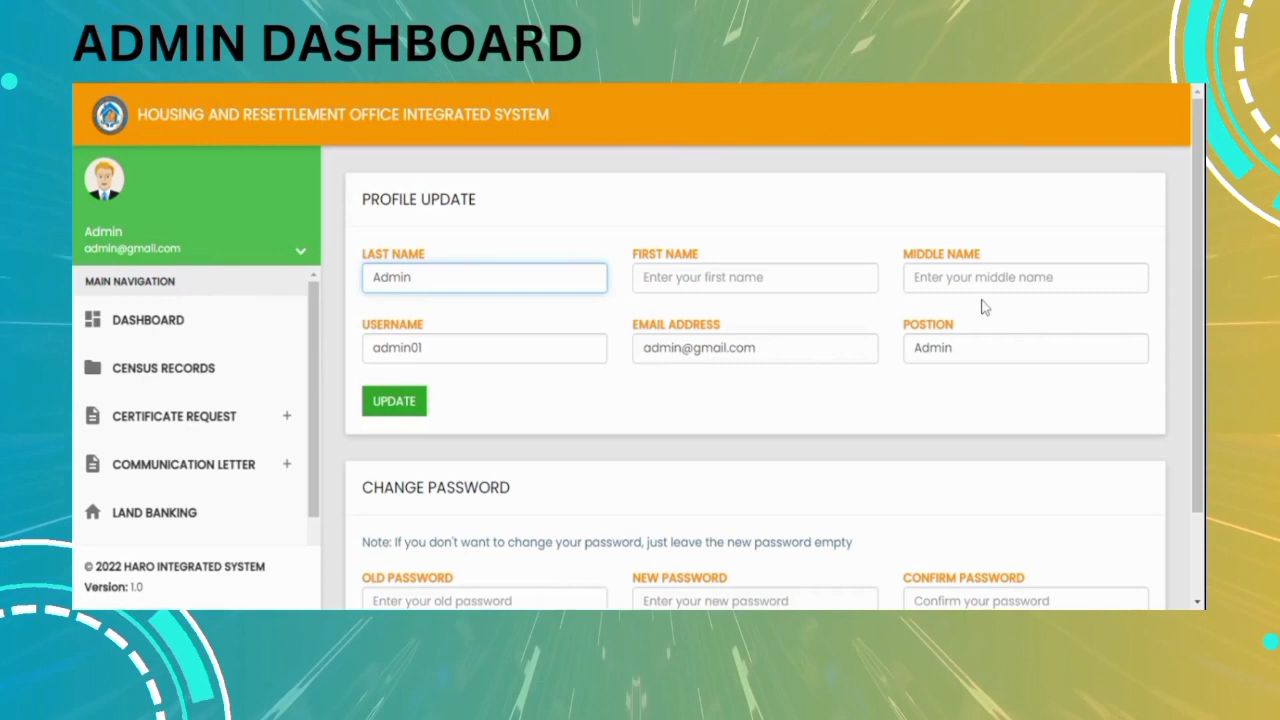 ADMIN DASHBOARD
HOUSING AND RESETTLEMENT OFFICE INTEGRATED SYSTEM
Admin
admin@gmail.com
MAIN NAVIGATION
DASHBOARD
CENSUS RECORDS
CERTIFICATE REQUEST +
COMMUNICATION LETTER +
LAND BANKING
© 2022 HARO INTEGRATED SYSTEM
Version: 1.0
PROFILE UPDATE
LAST NAME FIRST NAME MIDDLE NAME
Admin Enter your first name Enter your middle name
USERNAME EMAIL ADDRESS POSTION
admin01 admin@gmail.com Admin
UPDATE
CHANGE PASSWORD
Note: If you don't want to change your password, just leave the new password empty
OLD PASSWORD NEW PASSWORD CONFIRM PASSWORD
Enter your old password Enter your new password Confirm your password